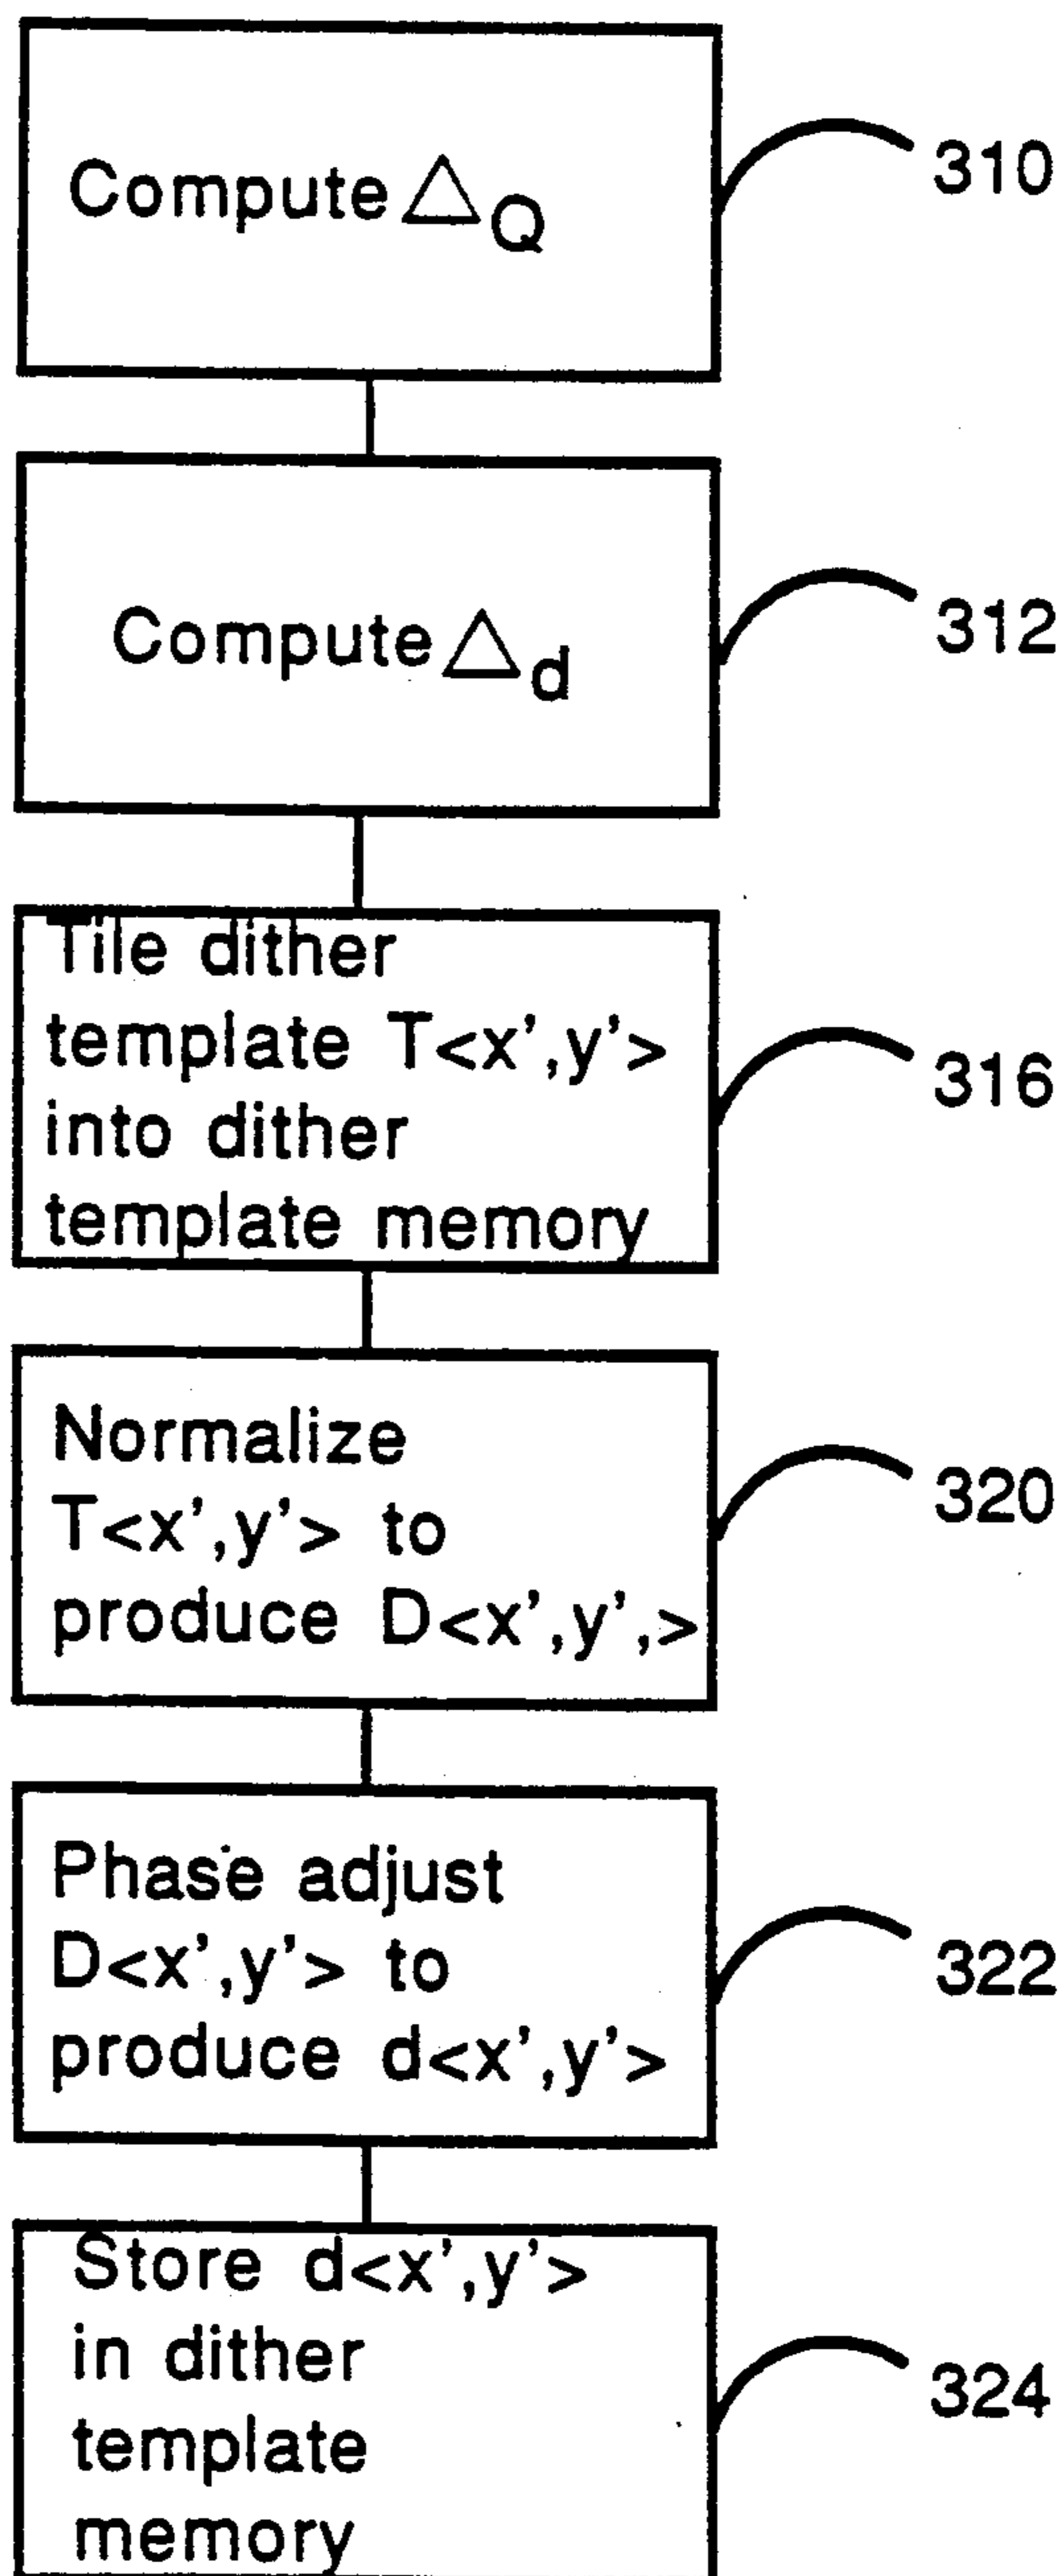 Compute △Q
310
Compute △d
312
Tile dither
template T<x',y'>
into dither
template memory
316
Normalize
T<x',y'> to
produce D<x',y',>
320
Phase adjust
D<x',y'> to
produce d<x',y'>
322
Store d<x',y'>
in dither
template
memory
324